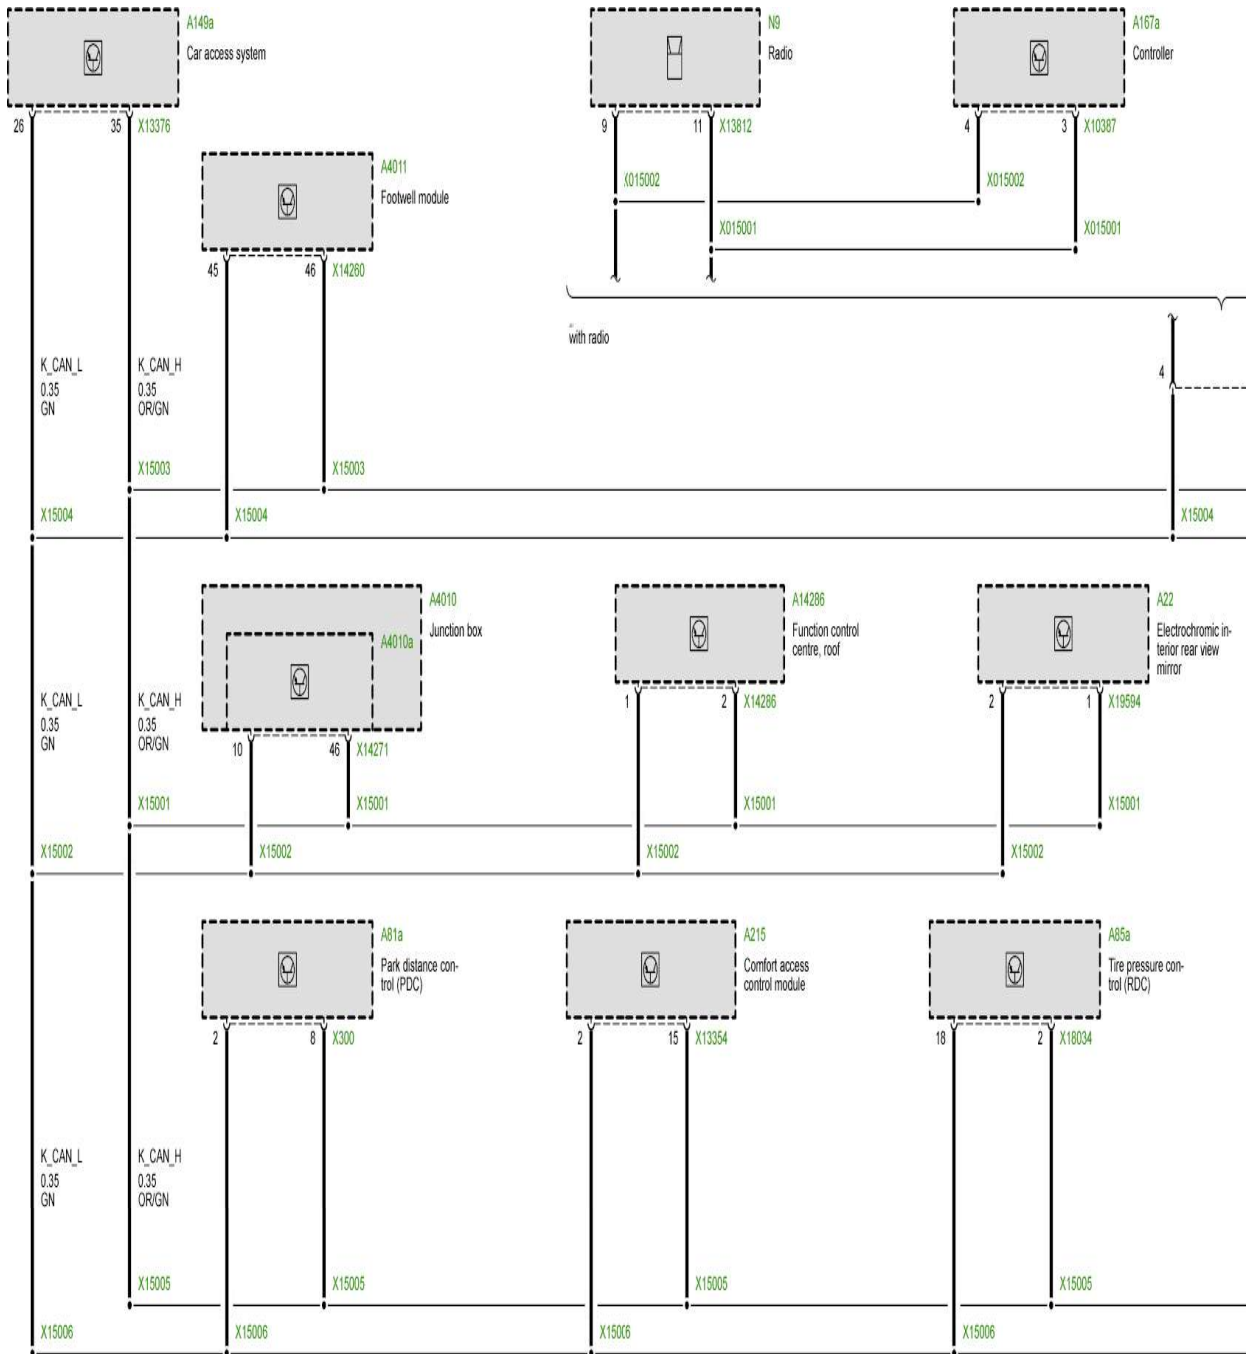 A149a
Car access system
N9
Radio
A167a
Controller
26
35
X13376
9
11
X13812
4
3
X10387
A4011
Footwell module
X015002
X015002
X015001
X015001
45
46
X14260
with radio
K_CAN_L
0.35
GN
K_CAN_H
0.35
OR/GN
4
X15003
X15003
X15004
X15004
X15004
A4010
Junction box
A4010a
A14286
Function control
centre, roof
A22
Electrochromic in-
terior rear view
mirror
K_CAN_L
0.35
GN
K_CAN_H
0.35
OR/GN
10
46
X14271
1
2
X14286
2
1
X19594
X15001
X15001
X15001
X15001
X15002
X15002
X15002
X15002
A81a
Park distance con-
trol (PDC)
A215
Comfort access
control module
A85a
Tire pressure con-
trol (RDC)
2
8
X300
2
15
X13354
18
2
X18034
K_CAN_L
0.35
GN
K_CAN_H
0.35
OR/GN
X15005
X15005
X15005
X15005
X15006
X15006
X15006
X15006